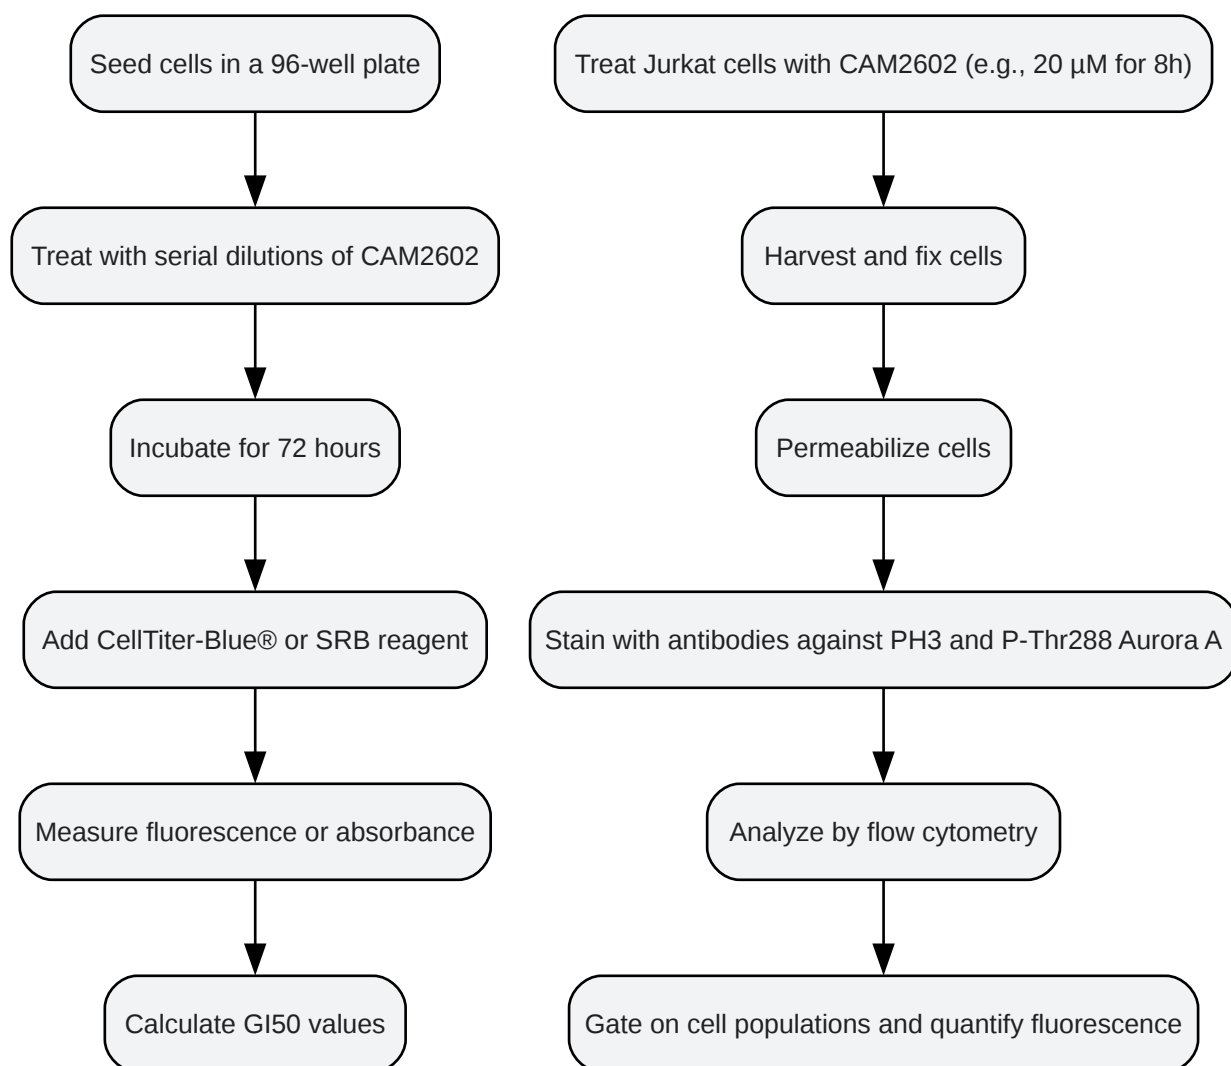 Seed cells in a 96-well plate
Treat with serial dilutions of CAM2602
Incubate for 72 hours
Add CellTiter-Blue® or SRB reagent
Measure fluorescence or absorbance
Calculate GI50 values
Treat Jurkat cells with CAM2602 (e.g., 20 µM for 8h)
Harvest and fix cells
Permeabilize cells
Stain with antibodies against PH3 and P-Thr288 Aurora A
Analyze by flow cytometry
Gate on cell populations and quantify fluorescence